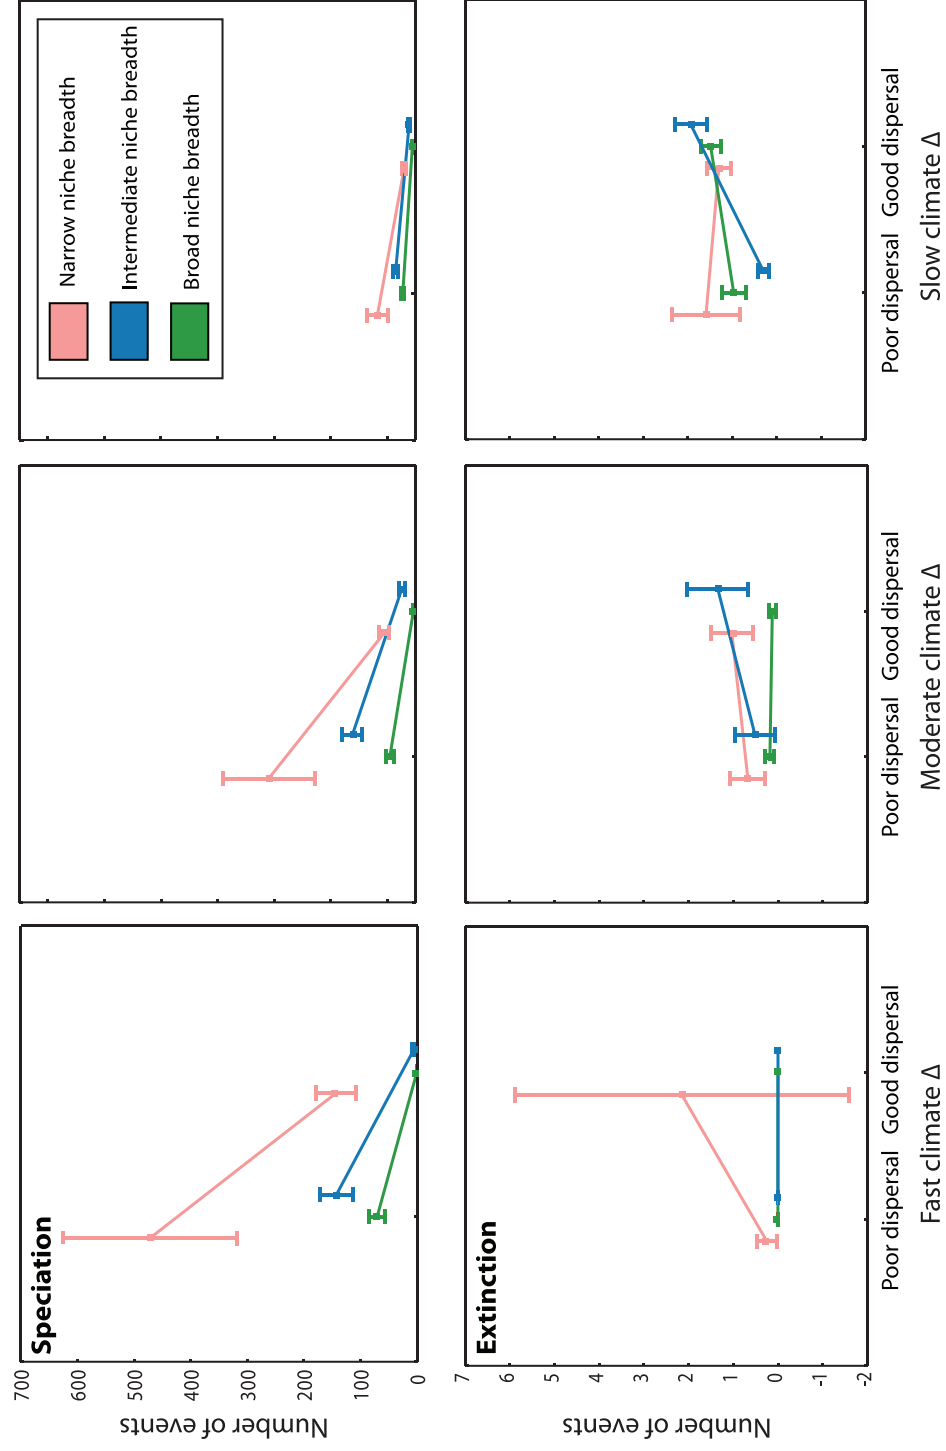 Speciation
Number of events
700
600
500
400
300
200
100
0
Narrow niche breadth
Intermediate niche breadth
Broad niche breadth
Extinction
Number of events
7
6
5
4
3
2
1
0
-1
-2
Poor dispersal Good dispersal
Fast climate Δ
Poor dispersal Good dispersal
Moderate climate Δ
Poor dispersal Good dispersal
Slow climate Δ